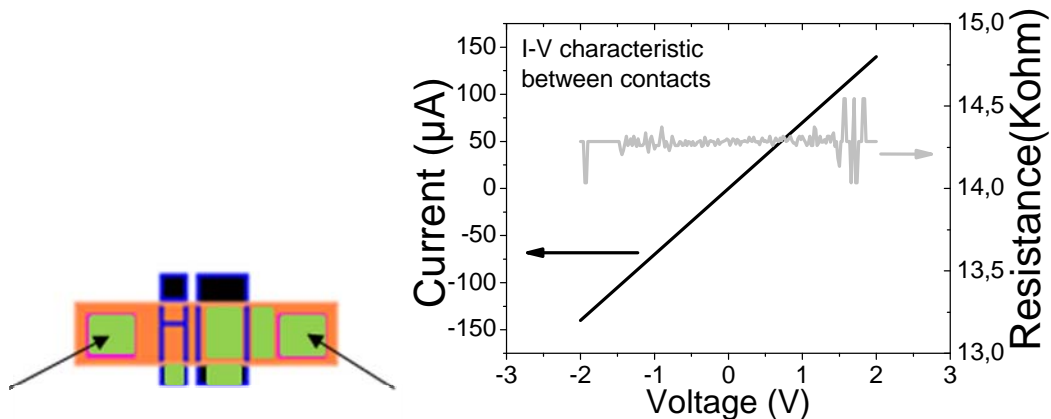 I-V characteristic
between contacts
Current (µA)
150
100
50
0
-50
-100
-150
-3 -2 -1 0 1 2 3
Voltage (V)
15,0
14,5
14,0
13,5
13,0
Resistance(Kohm)